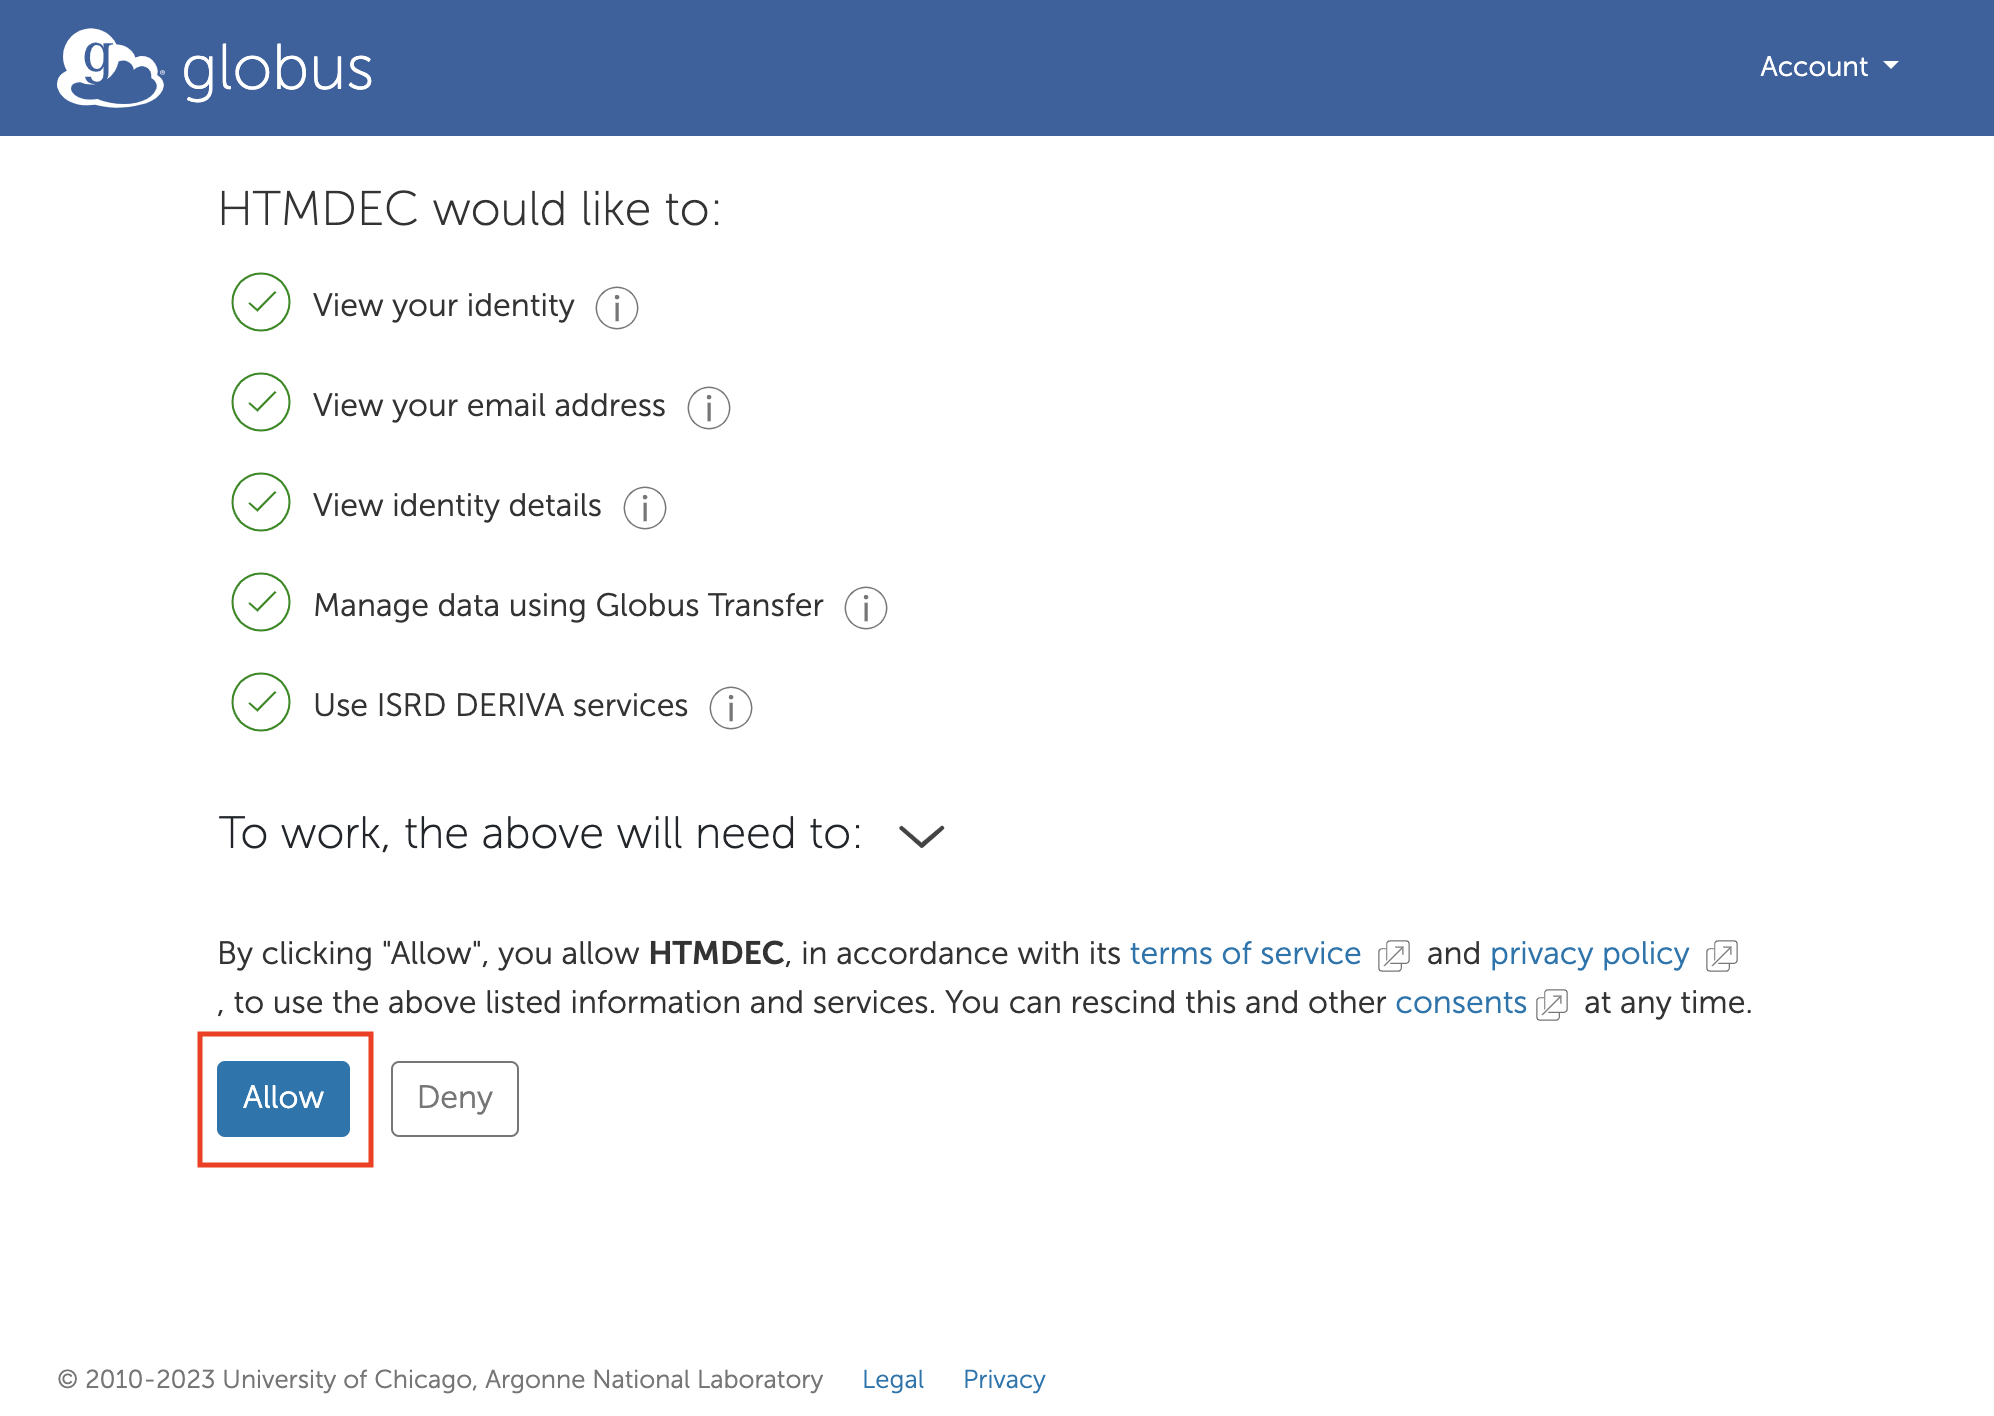 globus
Account
HTMDEC would like to:
View your identity
View your email address
View identity details
Manage data using Globus Transfer
Use ISRD DERIVA services
To work, the above will need to:
By clicking "Allow", you allow HTMDEC, in accordance with its terms of service and privacy policy
, to use the above listed information and services. You can rescind this and other consents at any time.
Allow Deny
© 2010-2023 University of Chicago, Argonne National Laboratory Legal Privacy